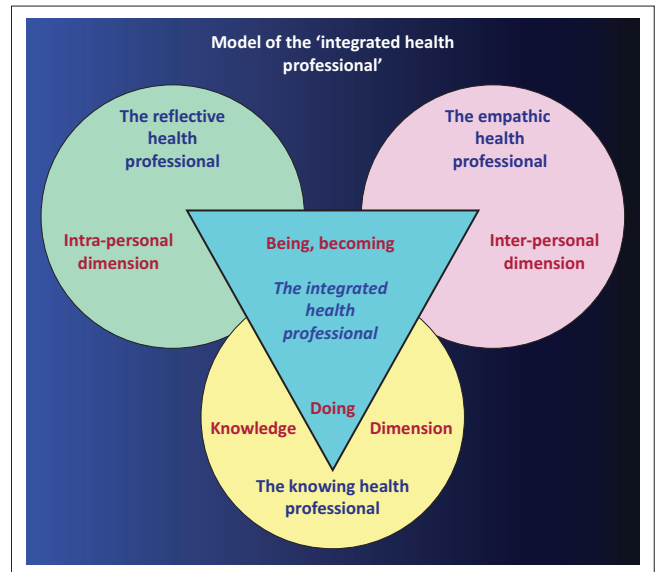 Model of the ‘integrated health
professional’
The reflective
health
professional
The empathic
health
professional
Intra-personal
dimension
Being, becoming
Inter-personal
dimension
The integrated
health
professional
Doing
Knowledge
Dimension
The knowing health
professional